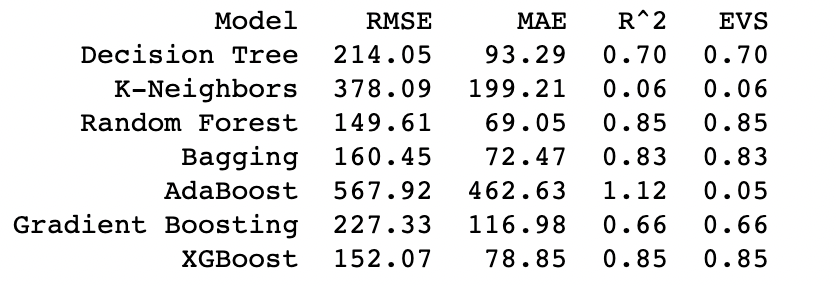 Model RMSE MAE R^2 EVS
Decision Tree 214.05 93.29 0.70 0.70
K-Neighbors 378.09 199.21 0.06 0.06
Random Forest 149.61 69.05 0.85 0.85
Bagging 160.45 72.47 0.83 0.83
AdaBoost 567.92 462.63 1.12 0.05
Gradient Boosting 227.33 116.98 0.66 0.66
XGBoost 152.07 78.85 0.85 0.85